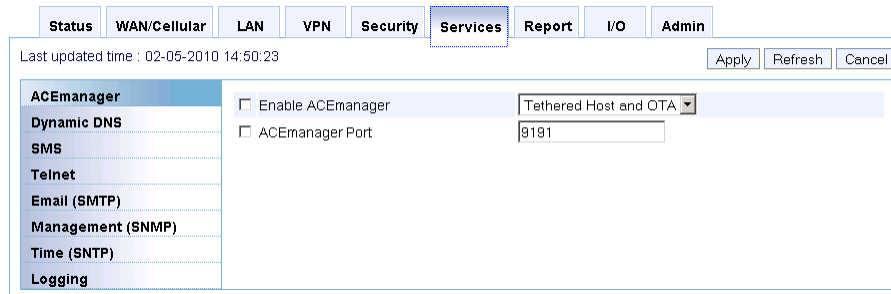 Status WAN/Cellular LAN VPN Security Services Report I/O Admin
Last updated time : 02-05-2010 14:50:23 Apply Refresh Cancel
ACEmanager
Dynamic DNS
SMS
Telnet
Email (SMTP)
Management (SNMP)
Time (SNTP)
Logging
Enable ACEmanager Tethered Host and OTA
ACEmanager Port 9191